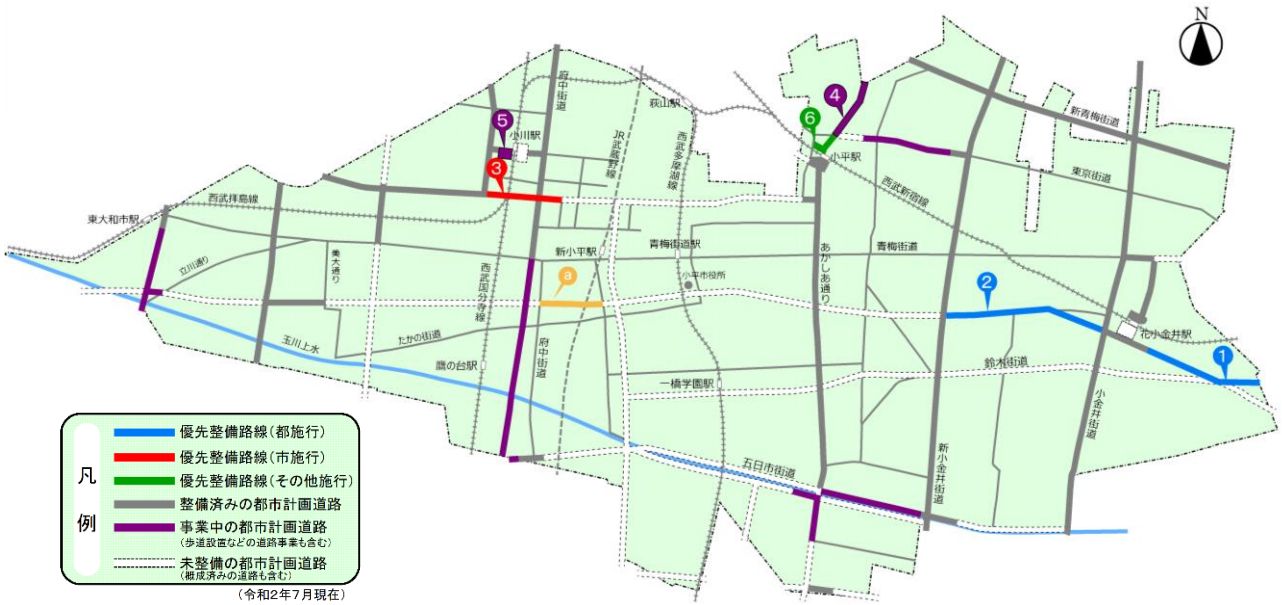 N
新青梅街道
府中街道
萩山駅
4
6
5
小川駅
JR武蔵野線
西武多摩湖線
小平駅
東京街道
3
西武新宿線
西武拝島線
東大和市駅
新小平駅
青梅街道駅
あかしあ通り
青梅街道
立川通り
美大通り
西武国分寺線
a
小平市役所
2
花小金井駅
玉川上水
たかの街道
府中街道
鷹の台駅
一橋学園駅
鈴木街道
1
小金井街道
新小金井街道
五日市街道
凡例
優先整備路線(都施行)
優先整備路線(市施行)
優先整備路線(その他施行)
整備済みの都市計画道路
事業中の都市計画道路
(歩道設置などの道路事業も含む)
未整備の都市計画道路
(概成済みの道路も含む)
(令和2年7月現在)